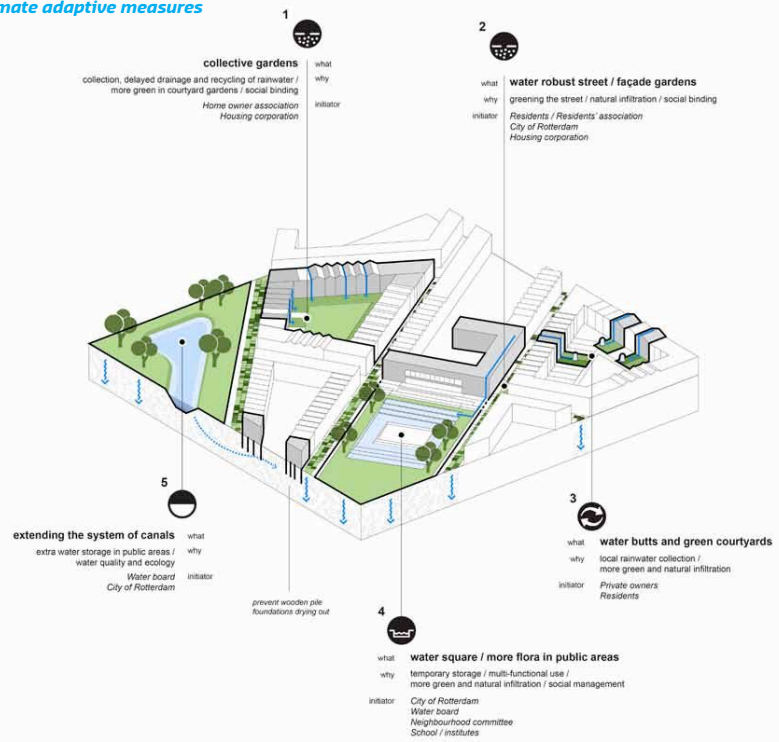 mate adaptive measures
1
collective gardens what
collection, delayed drainage and recycling of rainwater / why
more green in courtyard gardens / social binding
Home owner association initiator
Housing corporation
2
what water robust street / façade gardens
why greening the street / natural infiltration / social binding
initiator Residents / Residents' association
City of Rotterdam
Housing corporation
5
extending the system of canals what
extra water storage in public areas / why
water quality and ecology
Water board initiator
City of Rotterdam
prevent wooden pile
foundations drying out
3
what water butts and green courtyards
why local rainwater collection /
more green and natural infiltration
initiator Private owners
Residents
4
what water square / more flora in public areas
why temporary storage / multi-functional use /
more green and natural infiltration / social management
initiator City of Rotterdam
Water board
Neighbourhood committee
School / institutes